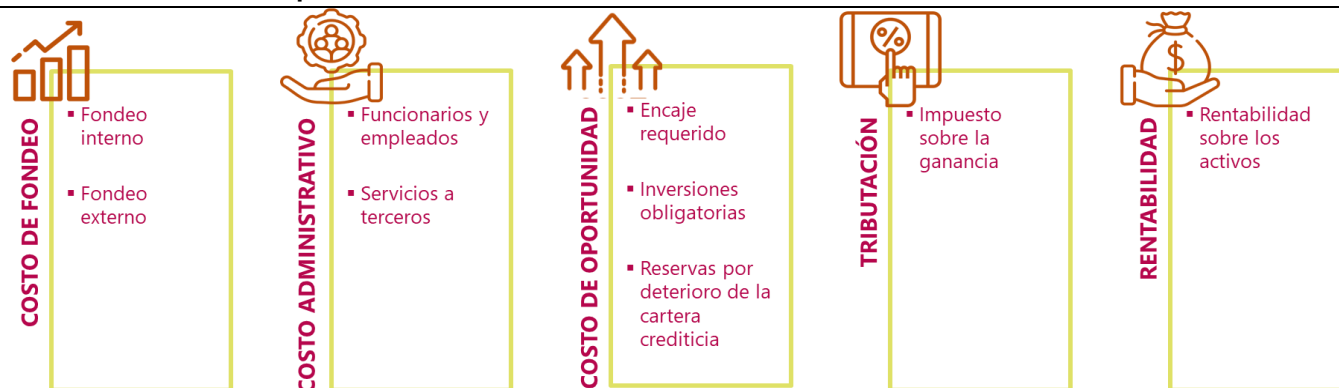 COSTO DE FONDEO
▪ Fondeo
interno
▪ Fondeo
externo
COSTO ADMINISTRATIVO
▪ Funcionarios y
empleados
▪ Servicios a
terceros
COSTO DE OPORTUNIDAD
▪ Encaje
requerido
▪ Inversiones
obligatorias
▪ Reservas por
deterioro de la
cartera
crediticia
TRIBUTACIÓN
%
▪ Impuesto
sobre la
ganancia
RENTABILIDAD
$
▪ Rentabilidad
sobre los
activos